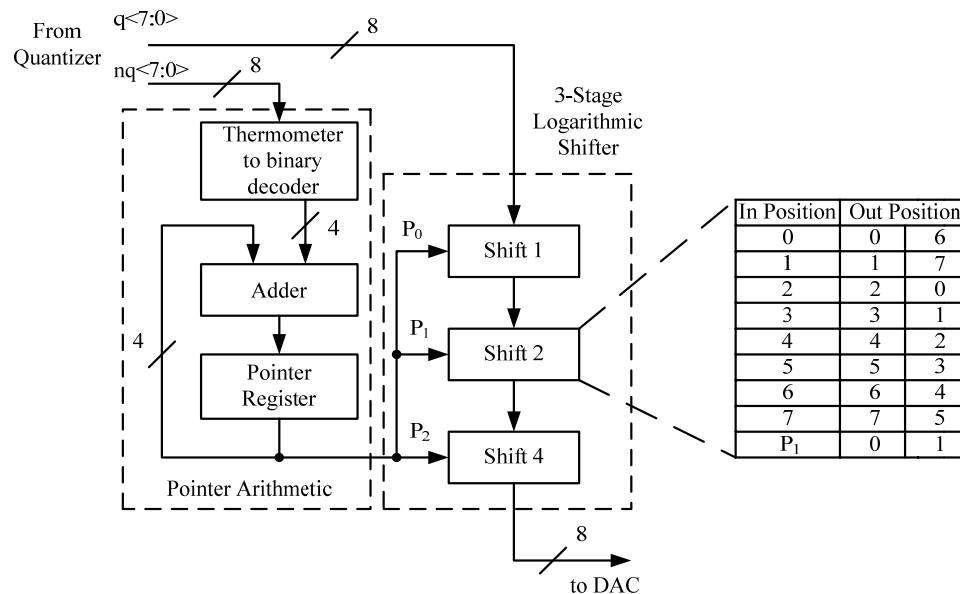 From
Quantizer
q<7:0>
8
nq<7:0>
8
3-Stage
Logarithmic
Shifter
Thermometer
to binary
decoder
4
P0
Shift 1
Adder
4
P1
Shift 2
Pointer
Register
P2
Shift 4
Pointer Arithmetic
8
to DAC
In Position Out Position
0 0 6
1 1 7
2 2 0
3 3 1
4 4 2
5 5 3
6 6 4
7 7 5
P1 0 1